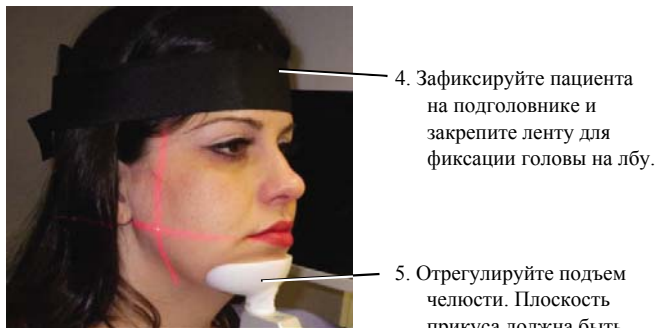 4. Зафиксируйте пациента
на подголовнике и
закрепите ленту для
фиксации головы на лбу.
5. Отрегулируйте подъем
челюсти. Плоскость
прикуса должна быть